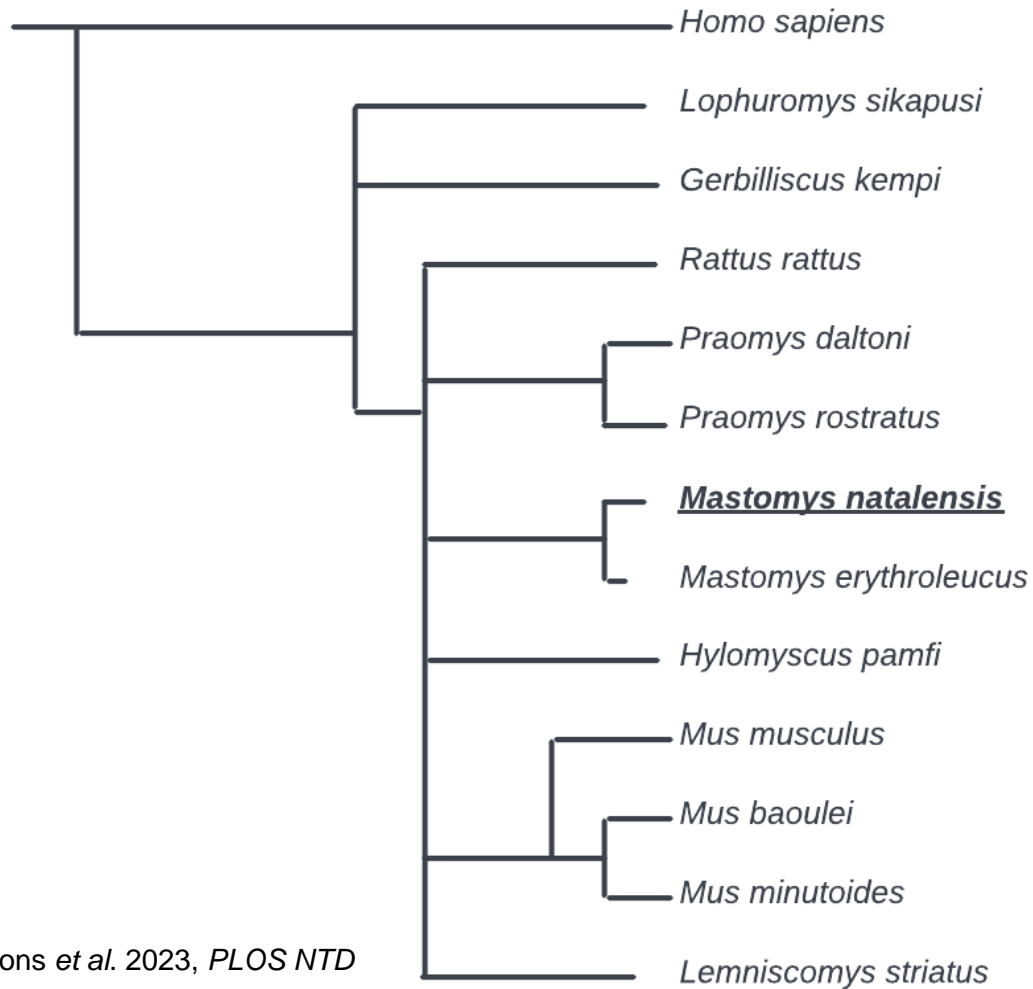 Homo sapiens
Lophuromys sikapusi
Gerbilliscus kempi
Rattus rattus
Praomys daltoni
Praomys rostratus
Mastomys natalensis
Mastomys erythroleucus
Hylomyscus pamfi
Mus musculus
Mus baoulei
Mus minutoides
ons et al. 2023, PLOS NTD
Lemniscomys striatus